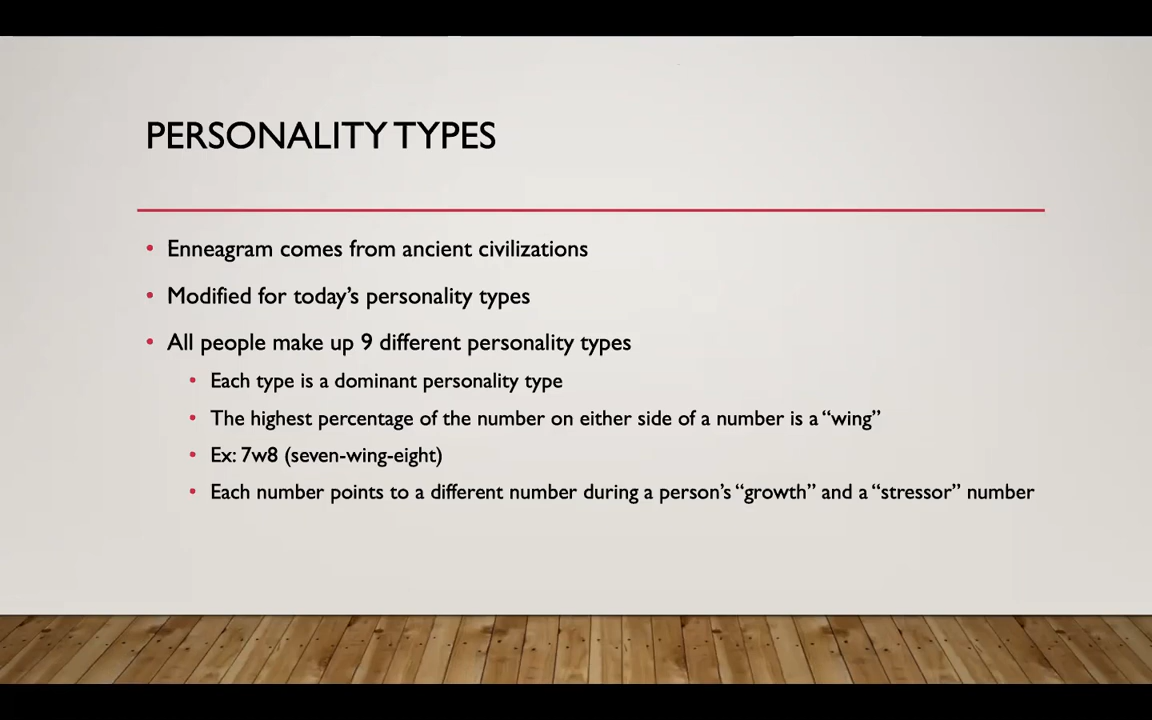 PERSONALITY TYPES
• Enneagram comes from ancient civilizations
• Modified for today’s personality types
• All people make up 9 different personality types
• Each type is a dominant personality type
• The highest percentage of the number on either side of a number is a “wing”
• Ex: 7w8 (seven-wing-eight)
• Each number points to a different number during a person’s “growth” and a “stressor” number